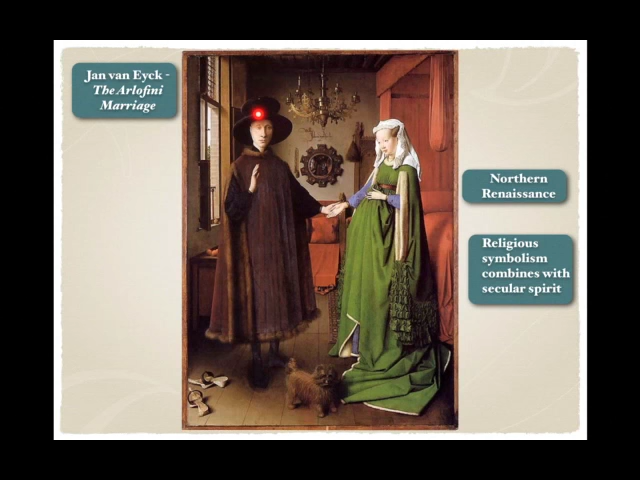 Jan van Eyck -
The Arlofini
Marriage
Northern
Renaissance
Religious
symbolism
combines with
secular spirit